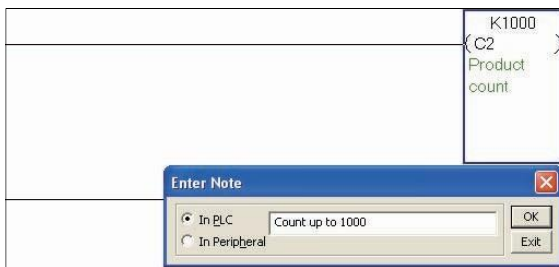 K1000
( C2 )
Product
count
Enter Note
In PLC
Count up to 1000
OK
In Peripheral
Exit